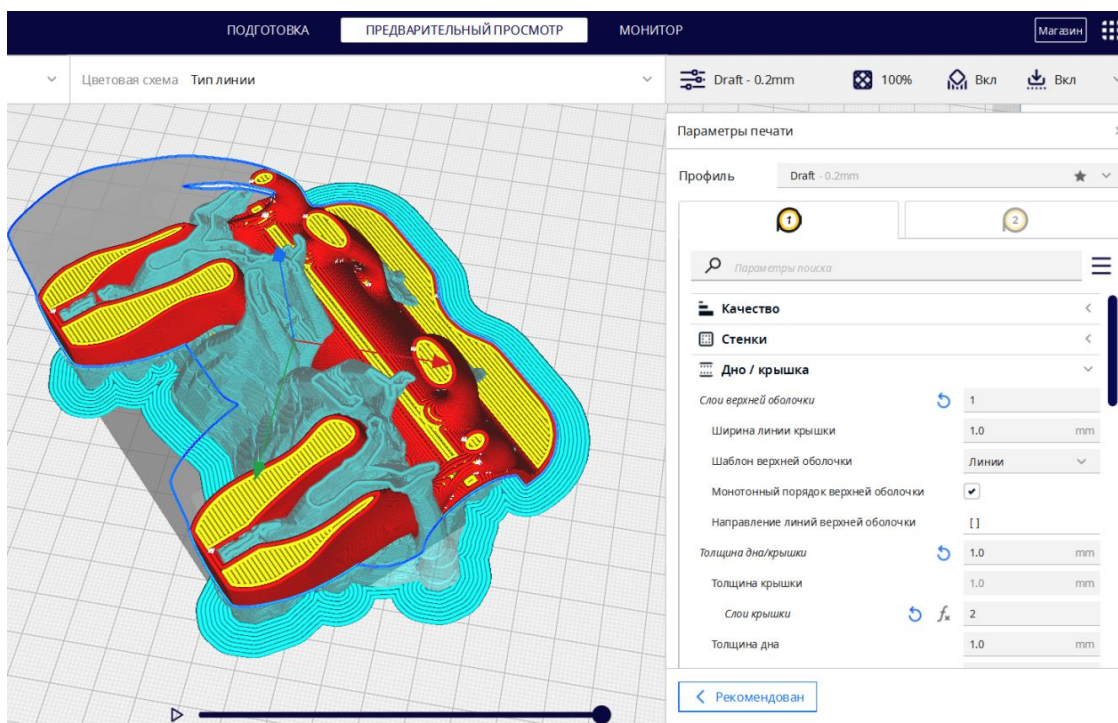 ПОДГОТОВКА ПРЕДВАРИТЕЛЬНЫЙ ПРОСМОТР МОНИТОР Магазин
Цветовая схема Тип линии Draft - 0.2mm 100% Вкл Вкл
Параметры печати
Профиль Draft - 0.2mm
1 2
Параметры поиска
Качество
Стенки
Дно / крышка
Слои верхней оболочки 1
Ширина линии крышки 1.0 mm
Шаблон верхней оболочки Линии
Монотонный порядок верхней оболочки
Направление линий верхней оболочки [ ]
Толщина дна/крышки 1.0 mm
Толщина крышки 1.0 mm
Слои крышки fx 2
Толщина дна 1.0 mm
Рекомендован